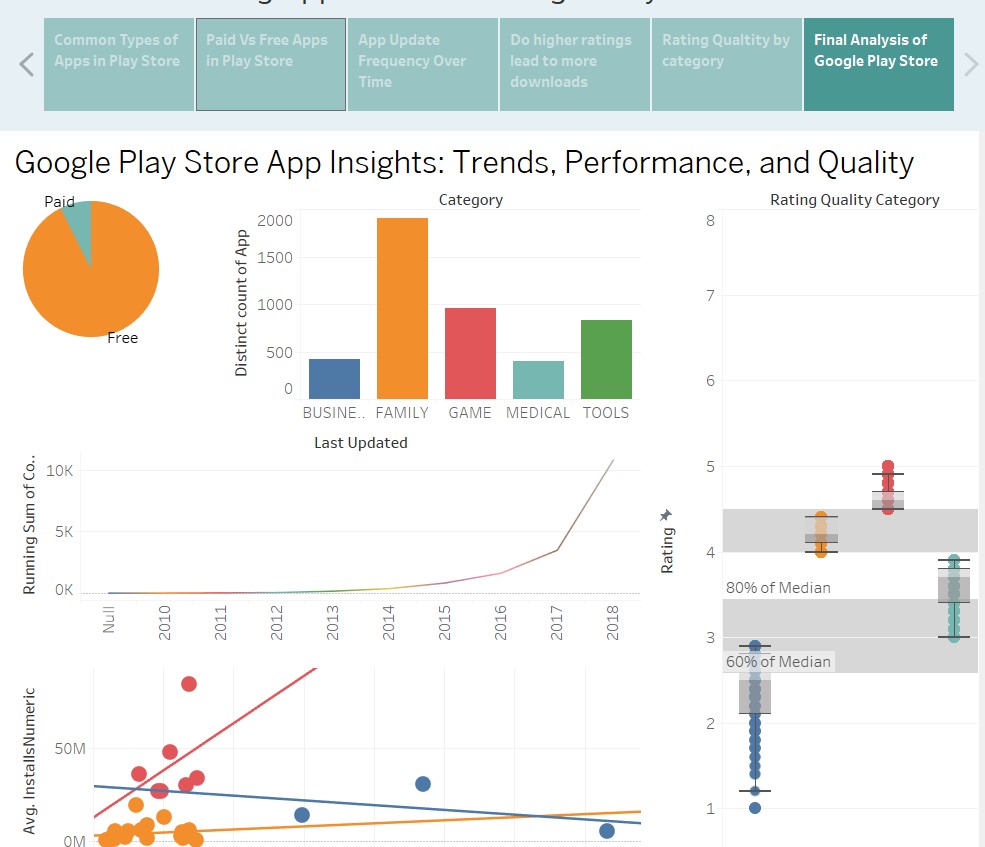 Common Types of
Apps in Play Store
Paid Vs Free Apps
in Play Store
App Update
Frequency Over
Time
Do higher ratings
lead to more
downloads
Rating Qualtity by
category
Final Analysis of
Google Play Store
Google Play Store App Insights: Trends, Performance, and Quality
Paid
Free
Category
Distinct count of App
2000
1500
1000
500
0
BUSINE..
FAMILY
GAME
MEDICAL
TOOLS
Last Updated
Running Sum of Co..
10K
5K
0K
Null
2010
2011
2012
2013
2014
2015
2016
2017
2018
Avg. InstallsNumeric
50M
0M
Rating Quality Category
Rating
8
7
6
5
4
3
2
1
80% of Median
60% of Median